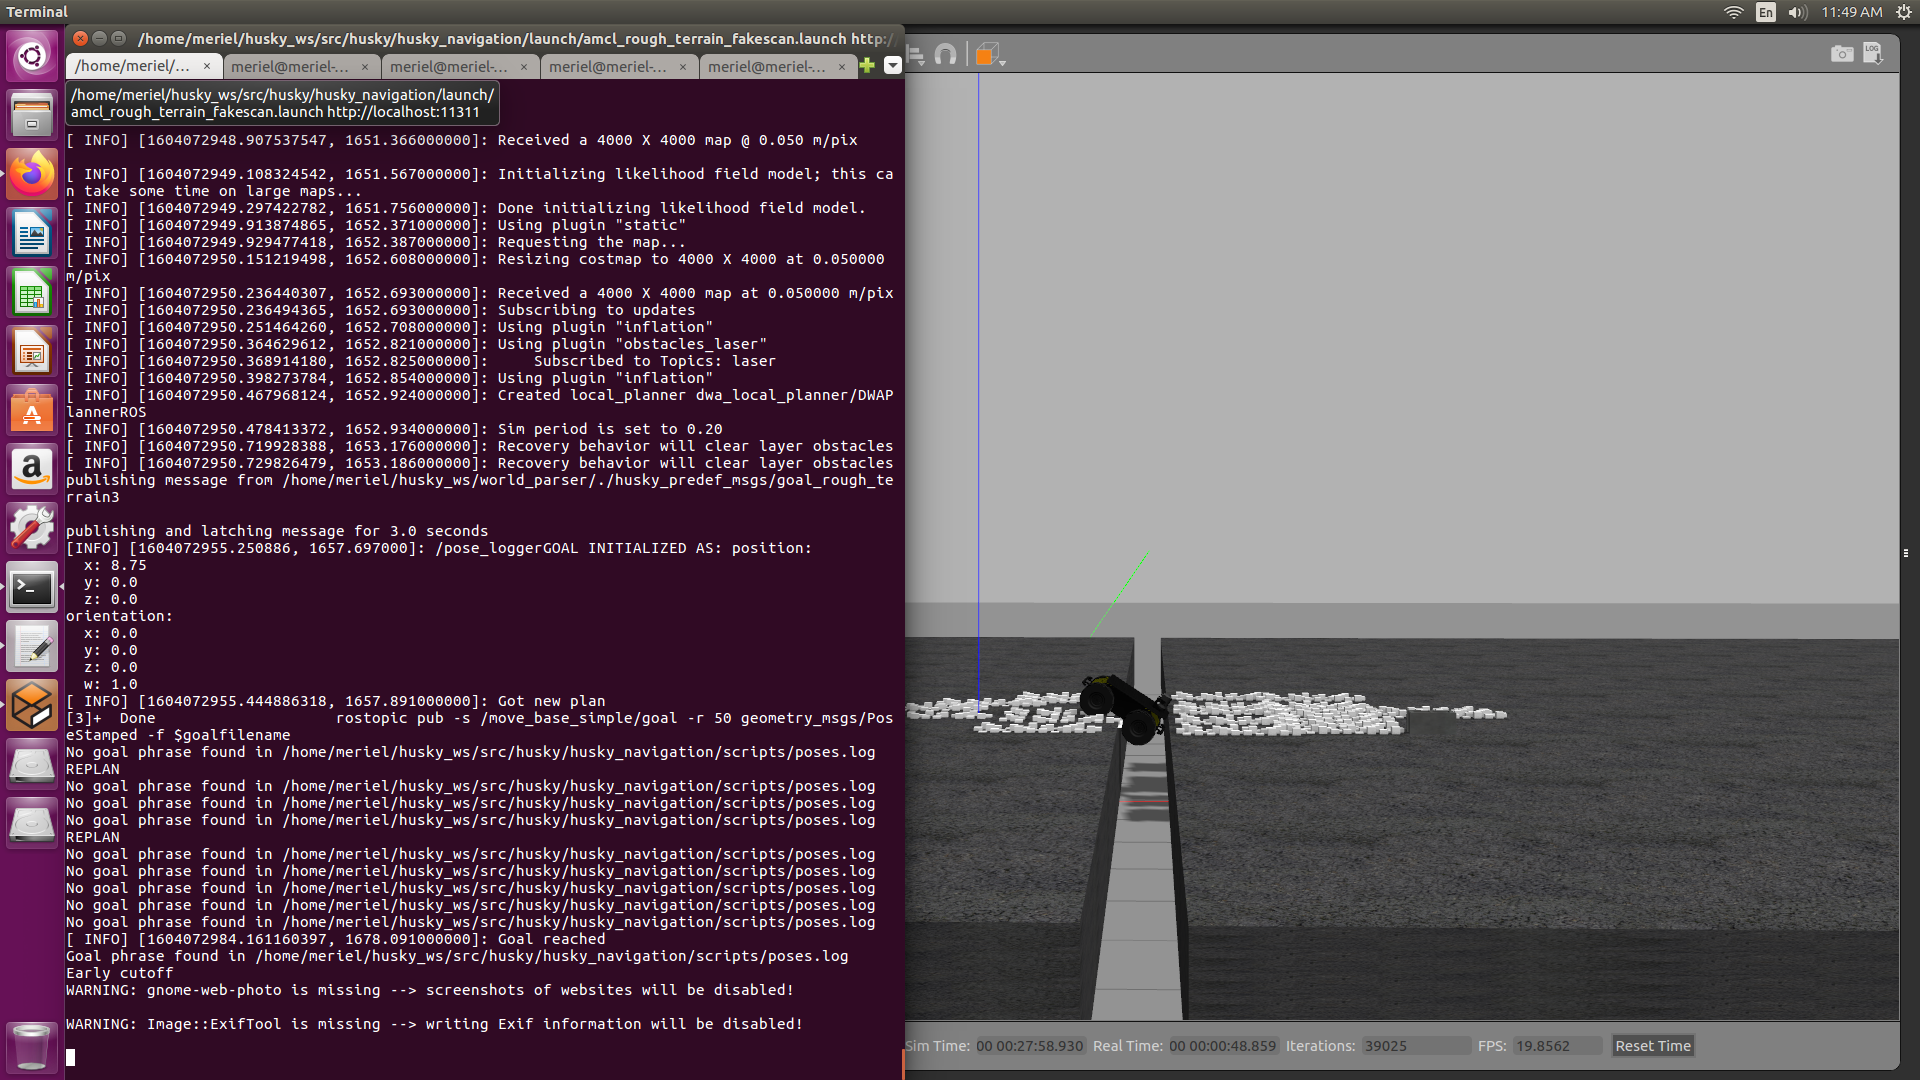 Terminal
En
11:49 AM
/home/meriel/husky_ws/src/husky/husky_navigation/launch/amcl_rough_terrain_fakescan.launch http:/
/home/meriel/...
meriel@meriel-...
meriel@meriel-...
meriel@meriel-...
meriel@meriel-...
LOG
/home/meriel/husky_ws/src/husky/husky_navigation/launch/
amcl_rough_terrain_fakescan.launch http://localhost:11311
[ INFO] [1604072948.907537547, 1651.366000000]: Received a 4000 X 4000 map @ 0.050 m/pix
[ INFO] [1604072949.108324542, 1651.567000000]: Initializing likelihood field model; this ca
n take some time on large maps...
[ INFO] [1604072949.297422782, 1651.756000000]: Done initializing likelihood field model.
[ INFO] [1604072949.913874865, 1652.371000000]: Using plugin "static"
[ INFO] [1604072949.929477418, 1652.387000000]: Requesting the map...
[ INFO] [1604072950.151219498, 1652.608000000]: Resizing costmap to 4000 X 4000 at 0.050000
m/pix
[ INFO] [1604072950.236440307, 1652.693000000]: Received a 4000 X 4000 map at 0.050000 m/pix
[ INFO] [1604072950.236494365, 1652.693000000]: Subscribing to updates
[ INFO] [1604072950.251464260, 1652.708000000]: Using plugin "inflation"
[ INFO] [1604072950.364629612, 1652.821000000]: Using plugin "obstacles_laser"
[ INFO] [1604072950.368914180, 1652.825000000]:     Subscribed to Topics: laser
[ INFO] [1604072950.398273784, 1652.854000000]: Using plugin "inflation"
[ INFO] [1604072950.467968124, 1652.924000000]: Created local_planner dwa_local_planner/DWAP
lannerROS
[ INFO] [1604072950.478413372, 1652.934000000]: Sim period is set to 0.20
[ INFO] [1604072950.719928388, 1653.176000000]: Recovery behavior will clear layer obstacles
[ INFO] [1604072950.729826479, 1653.186000000]: Recovery behavior will clear layer obstacles
publishing message from /home/meriel/husky_ws/world_parser/./husky_predef_msgs/goal_rough_te
rrain3
publishing and latching message for 3.0 seconds
[INFO] [1604072955.250886, 1657.697000]: /pose_loggerGOAL INITIALIZED AS: position:
x: 8.75
y: 0.0
z: 0.0
orientation:
x: 0.0
y: 0.0
z: 0.0
w: 1.0
[ INFO] [1604072955.444886318, 1657.891000000]: Got new plan
[3]+  Done                    rostopic pub -s /move_base_simple/goal -r 50 geometry_msgs/Pos
eStamped -f $goalfilename
No goal phrase found in /home/meriel/husky_ws/src/husky/husky_navigation/scripts/poses.log
REPLAN
No goal phrase found in /home/meriel/husky_ws/src/husky/husky_navigation/scripts/poses.log
No goal phrase found in /home/meriel/husky_ws/src/husky/husky_navigation/scripts/poses.log
No goal phrase found in /home/meriel/husky_ws/src/husky/husky_navigation/scripts/poses.log
REPLAN
No goal phrase found in /home/meriel/husky_ws/src/husky/husky_navigation/scripts/poses.log
No goal phrase found in /home/meriel/husky_ws/src/husky/husky_navigation/scripts/poses.log
No goal phrase found in /home/meriel/husky_ws/src/husky/husky_navigation/scripts/poses.log
No goal phrase found in /home/meriel/husky_ws/src/husky/husky_navigation/scripts/poses.log
No goal phrase found in /home/meriel/husky_ws/src/husky/husky_navigation/scripts/poses.log
[ INFO] [1604072984.161160397, 1678.091000000]: Goal reached
Goal phrase found in /home/meriel/husky_ws/src/husky/husky_navigation/scripts/poses.log
Early cutoff
WARNING: gnome-web-photo is missing --> screenshots of websites will be disabled!
WARNING: Image::ExifTool is missing --> writing Exif information will be disabled!
Sim Time: 00 00:27:58.930 Real Time: 00 00:00:48.859 Iterations: 39025 FPS: 19.8562 Reset Time